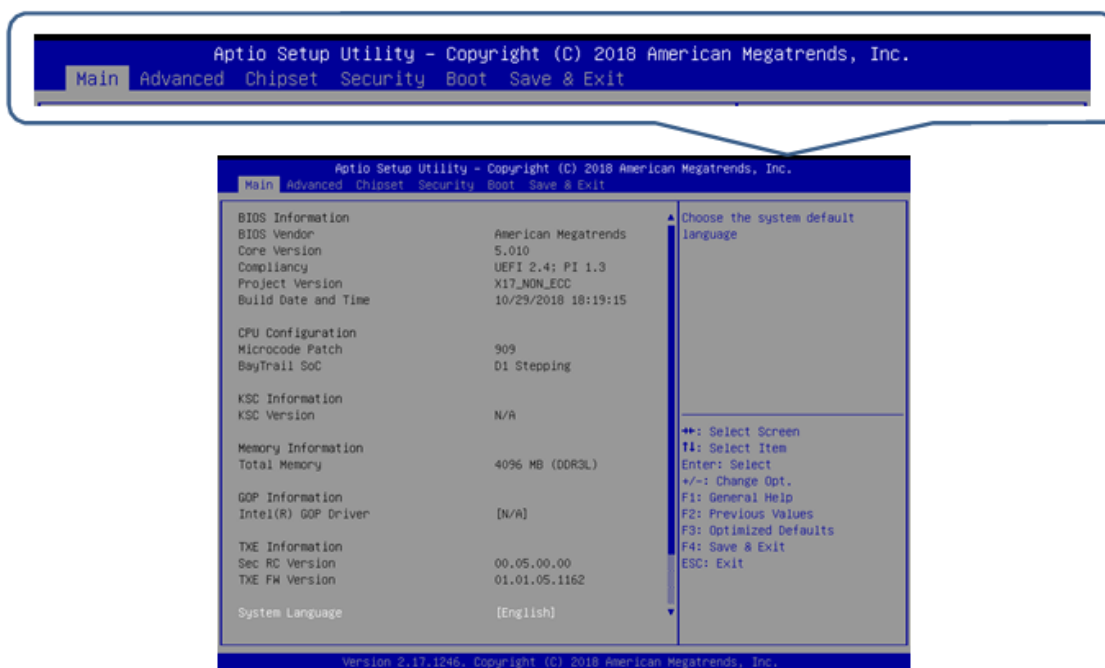 Aptio Setup Utility – Copyright (C) 2018 American Megatrends, Inc.
Main Advanced Chipset Security Boot Save & Exit
Aptio Setup Utility – Copyright (C) 2018 American Megatrends, Inc.
Main Advanced Chipset Security Boot Save & Exit
BIOS Information
BIOS Vendor American Megatrends
Core Version 5.010
Compliancy UEFI 2.4; PI 1.3
Project Version X17_NON_ECC
Build Date and Time 10/29/2018 18:19:15
CPU Configuration
Microcode Patch 909
BayTrail SoC D1 Stepping
KSC Information
KSC Version N/A
Memory Information
Total Memory 4096 MB (DDR3L)
GOP Information
Intel(R) GOP Driver [N/A]
TXE Information
Sec RC Version 00.05.00.00
TXE FW Version 01.01.05.1162
System Language [English]
Choose the system default
language
→←: Select Screen
↑↓: Select Item
Enter: Select
+/-: Change Opt.
F1: General Help
F2: Previous Values
F3: Optimized Defaults
F4: Save & Exit
ESC: Exit
Version 2.17.1246. Copyright (C) 2018 American Megatrends, Inc.